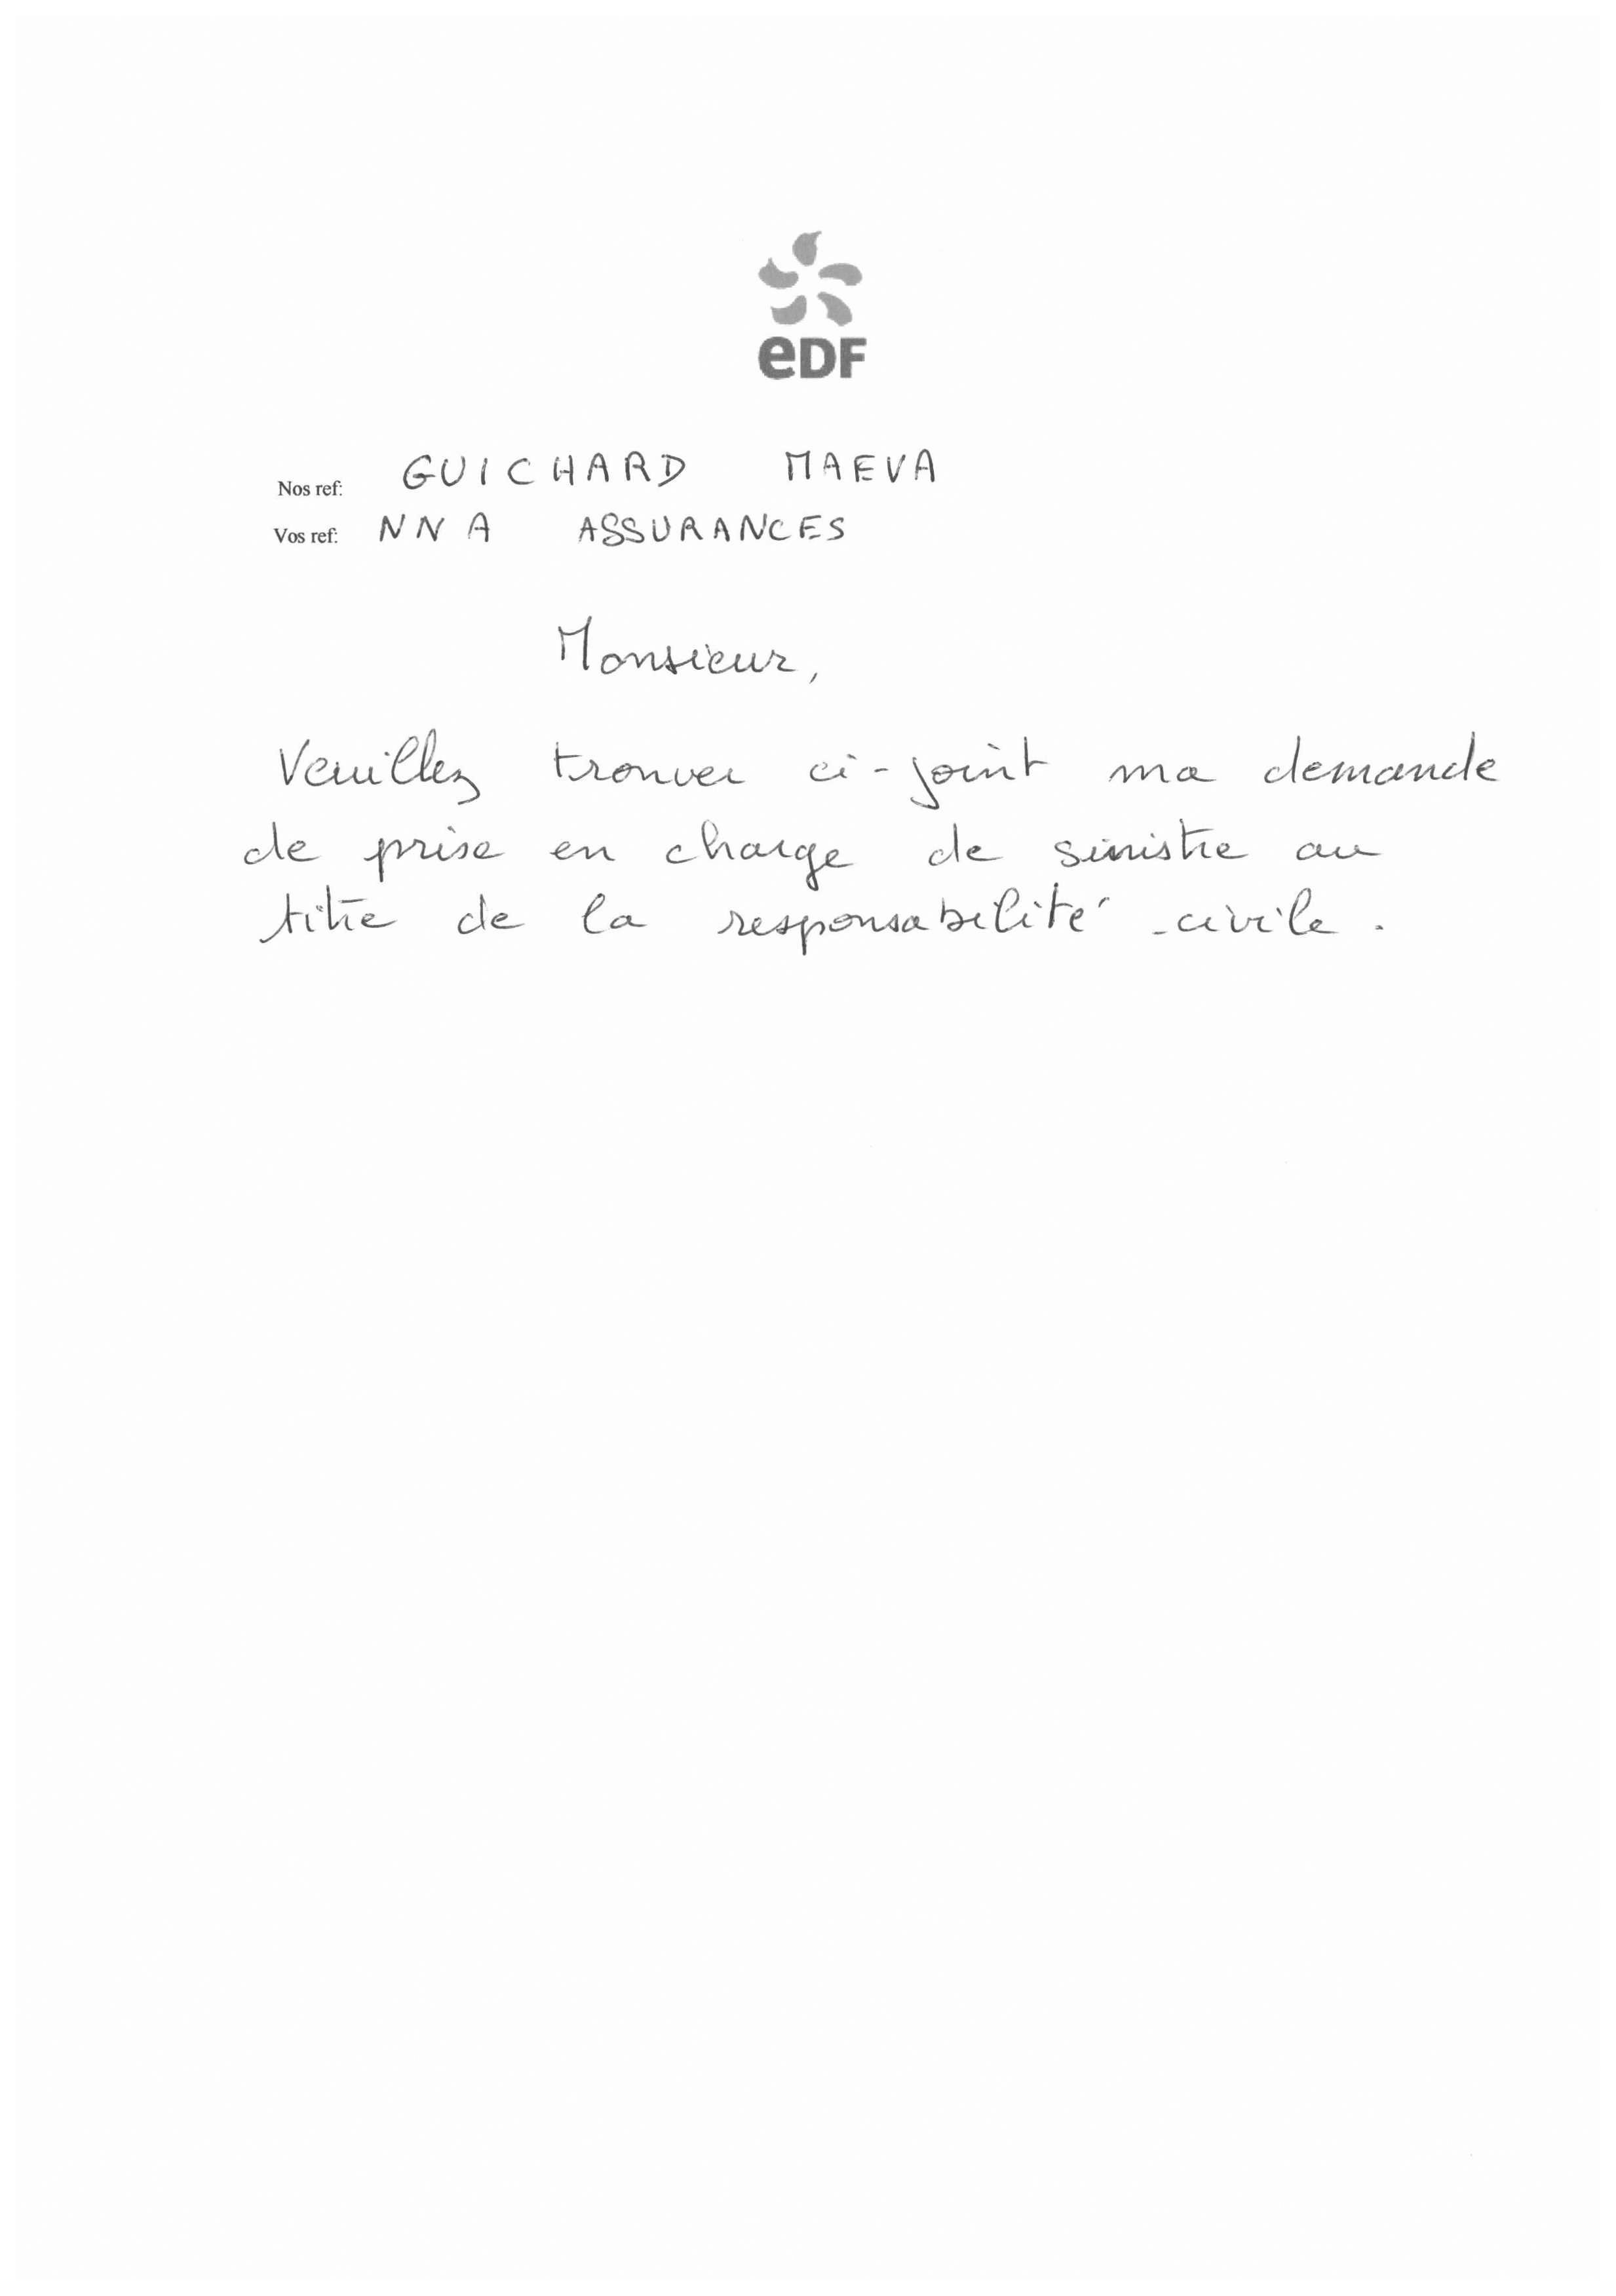 eDF
Nos ref: GUICHARD MAEVA
Vos ref: NNA ASSURANCES
Monsieur,
Veuillez trouver ci-joint ma demande
de prise en charge de sinistre au
titre de la responsabilité civile.